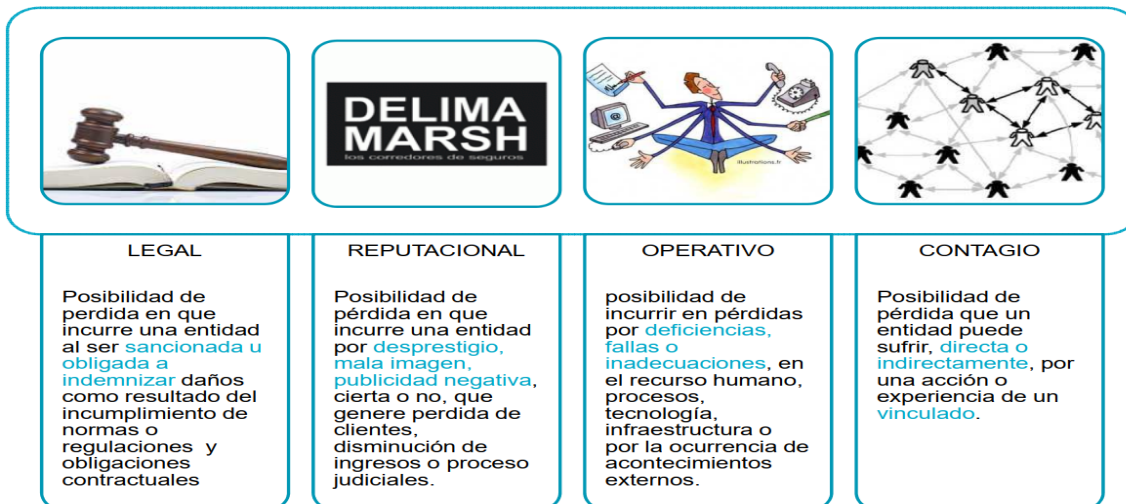 DELIMA
MARSH
los corredores de seguros
illustrations.fr
LEGAL
Posibilidad de
perdida en que
incurre una entidad
al ser sancionada u
obligada a
indemnizar daños
como resultado del
incumplimiento de
normas o
regulaciones y
obligaciones
contractuales
REPUTACIONAL
Posibilidad de
pérdida en que
incurre una entidad
por desprestigio,
mala imagen,
publicidad negativa,
cierta o no, que
genere perdida de
clientes,
disminución de
ingresos o proceso
judiciales.
OPERATIVO
posibilidad de
incurrir en pérdidas
por deficiencias,
fallas o
inadecuaciones, en
el recurso humano,
procesos,
tecnología,
infraestructura o
por la ocurrencia de
acontecimientos
externos.
CONTAGIO
Posibilidad de
pérdida que un
entidad puede
sufrir, directa o
indirectamente, por
una acción o
experiencia de un
vinculado.